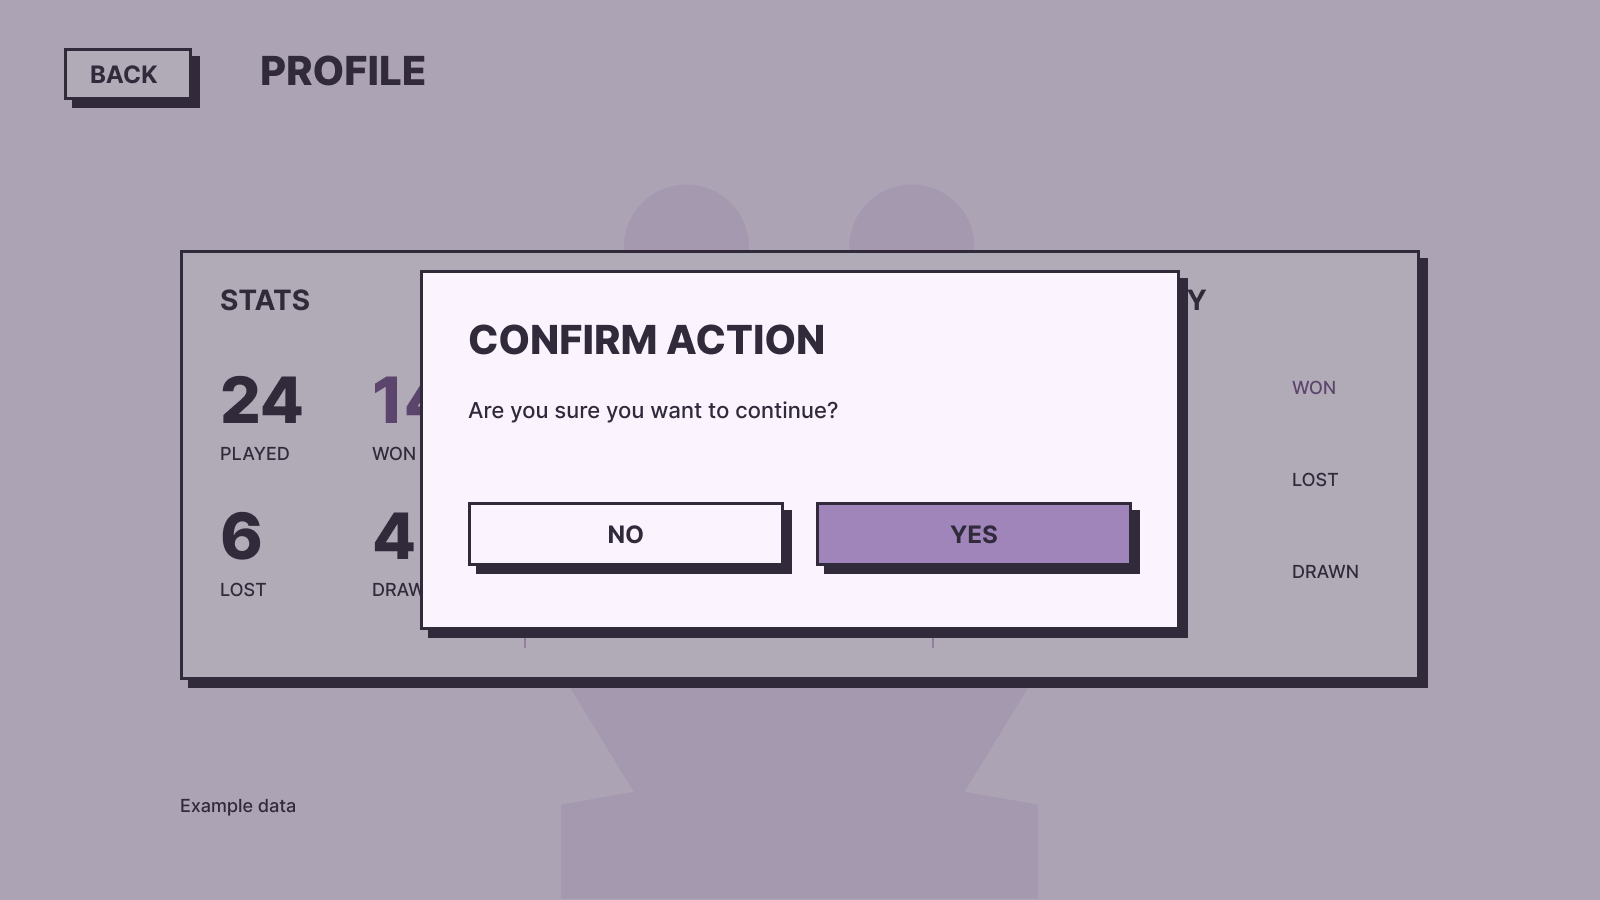 BACK
PROFILE
STATS
24
PLAYED
WON
6
LOST
4
CONFIRM ACTION
Are you sure you want to continue?
NO
YES
WON
LOST
DRAWN
Example data